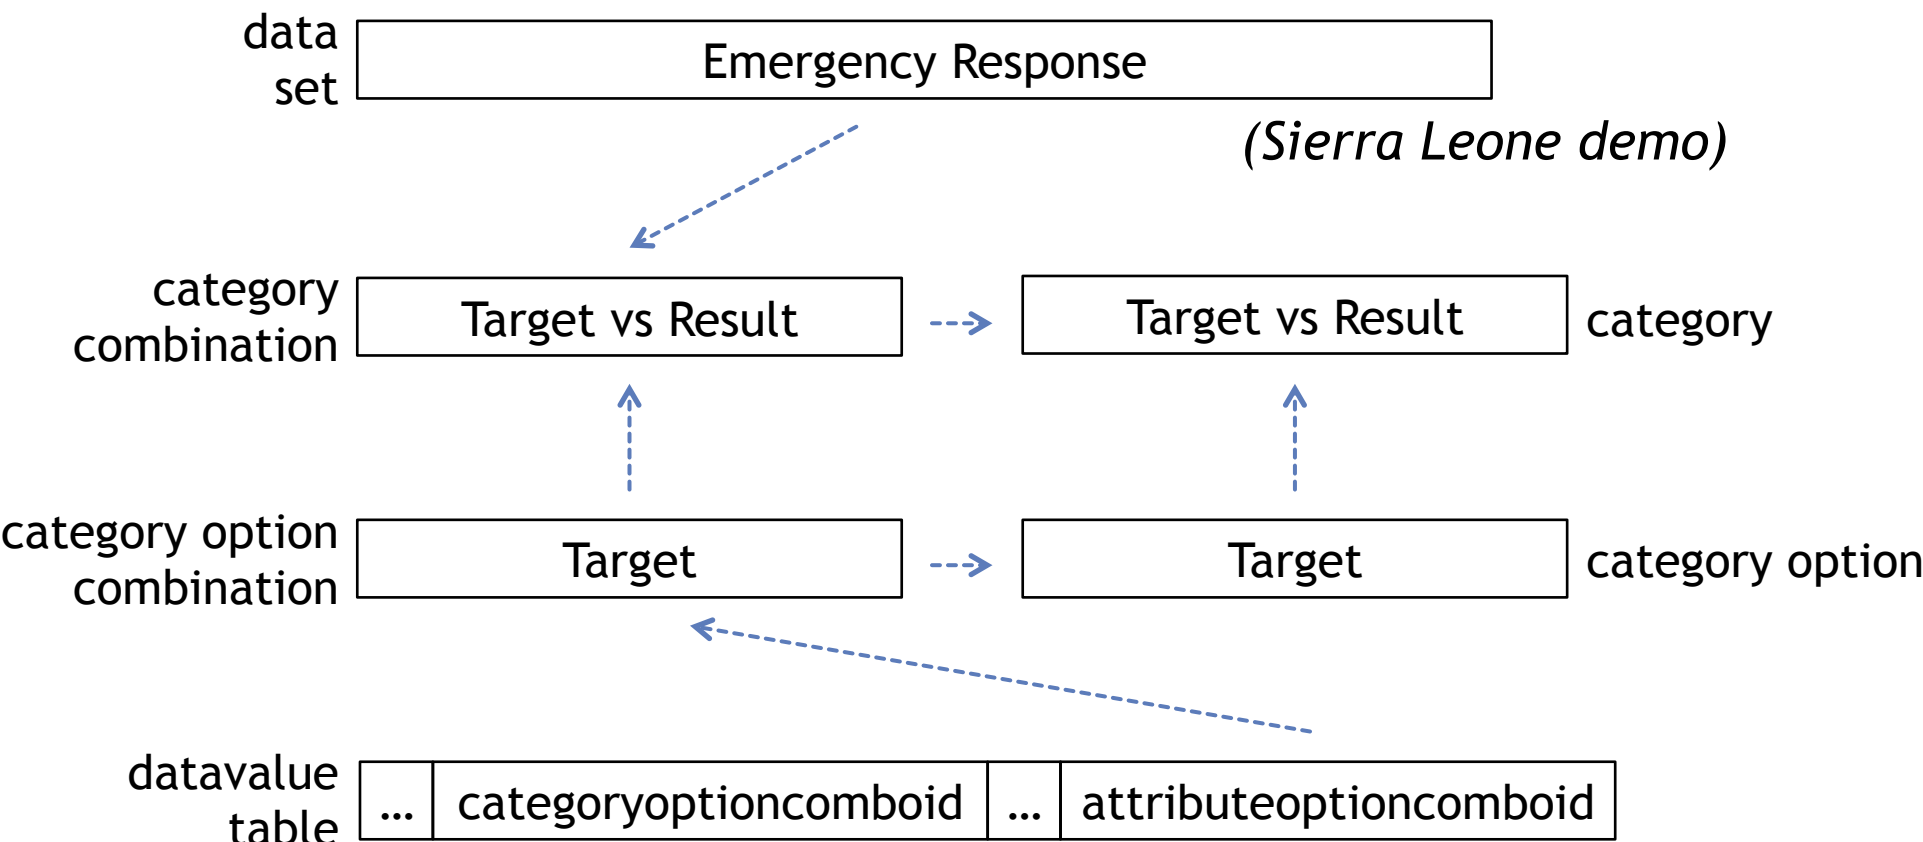 data
set
Emergency Response
(Sierra Leone demo)
category
combination
Target vs Result
Target vs Result
category
category option
combination
Target
Target
category option
datavalue
table
... categoryoptioncomboid ... attributeoptioncomboid